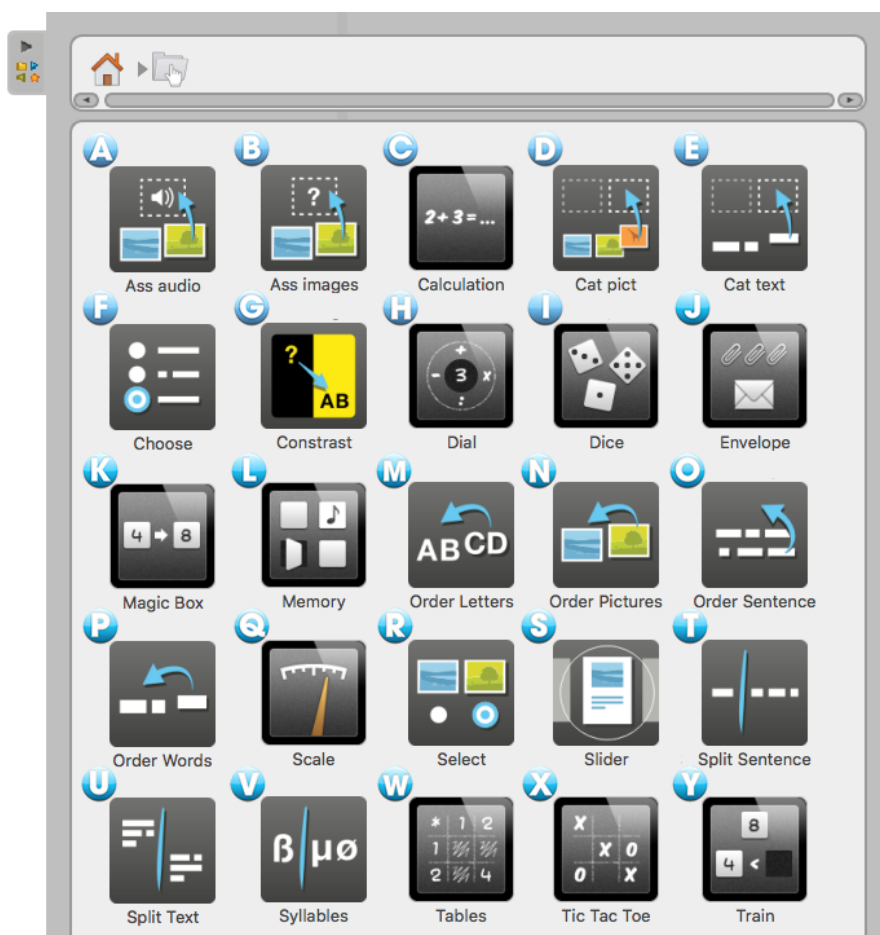 A B C D E
2+3=...
Ass audio Ass images Calculation Cat pict Cat text
F G H I J
? AB
+ - 3 x :
Choose Constrast Dial Dice Envelope
K L M N O
4 8
AB CD
Magic Box Memory Order Letters Order Pictures Order Sentence
P Q R S T
Order Words Scale Select Slider Split Sentence
U V W X Y
ß µø
* 1 2
1
2 4
X
X O
O X
8
4 <
Split Text Syllables Tables Tic Tac Toe Train